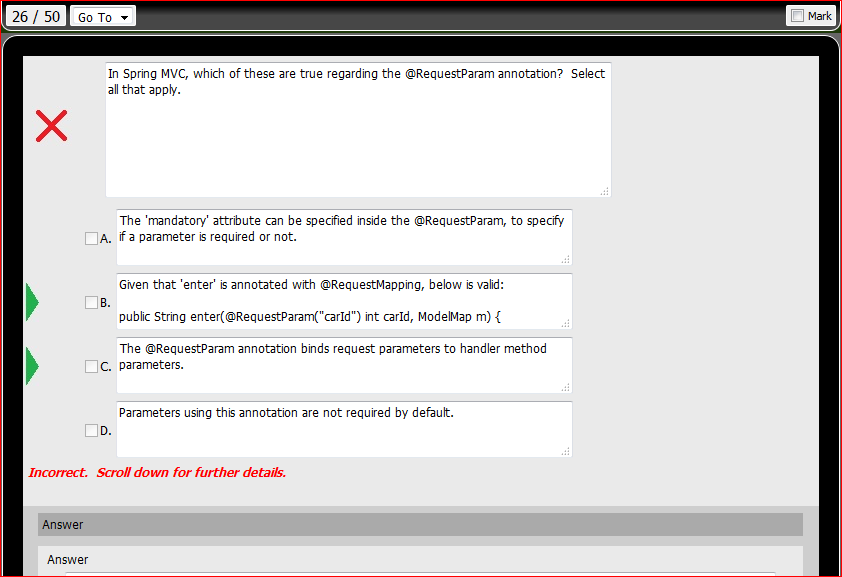 26 / 50 Go To Mark
In Spring MVC, which of these are true regarding the @RequestParam annotation?  Select
all that apply.
A. The 'mandatory' attribute can be specified inside the @RequestParam, to specify
if a parameter is required or not.
B. Given that 'enter' is annotated with @RequestMapping, below is valid:
public String enter(@RequestParam("carId") int carId, ModelMap m) {
C. The @RequestParam annotation binds request parameters to handler method
parameters.
D. Parameters using this annotation are not required by default.
Incorrect.  Scroll down for further details.
Answer
Answer